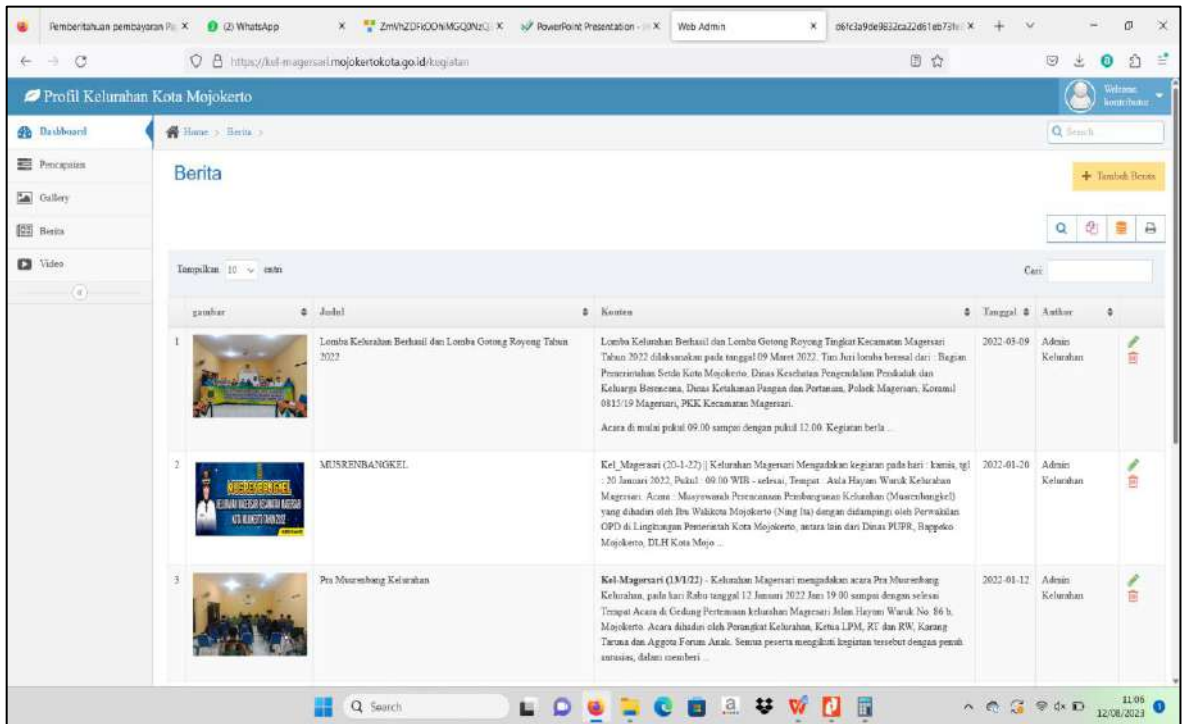 Pemberitahuan pembayaran
(2) WhatsApp
PowerPoint Presentation -
Web Admin
https://kel-magersari.mojokertokota.go.id/kegiatan
Profil Kelurahan Kota Mojokerto
Welcome,
kontributor
Dashboard
Home > Berita >
Search
Pencapaian
Berita
+ Tambah Berita
Gallery
Berita
Video
Tampilkan 10 entri
Cari:
gambar Judul Konten Tanggal Author
1 Lomba Kelurahan Berhasil dan Lomba Gotong Royong Tahun
2022
Lomba Kelurahan Berhasil dan Lomba Gotong Royong Tingkat Kecamatan Magersari
Tahun 2022 dilaksanakan pada tanggal 09 Maret 2022. Tim Juri lomba berasal dari : Bagian
Pemerintahan Setda Kota Mojokerto, Dinas Kesehatan Pengendalian Penduduk dan
Keluarga Berencana, Dinas Ketahanan Pangan dan Pertanian, Polsek Magersari, Koramil
0815/19 Magersari, PKK Kecamatan Magersari.
Acara di mulai pukul 09.00 sampai dengan pukul 12.00. Kegiatan berla ...
2022-03-09
Admin
Kelurahan
2 MUSRENBANGKEL
MUSRENBANGKEL
Kel_Magersari (20-1-22) || Kelurahan Magersari Mengadakan kegiatan pada hari : kamis, tgl
: 20 Januari 2022, Pukul : 09.00 WIB - selesai, Tempat : Aula Hayam Wuruk Kelurahan
Magersari. Acara : Musyawarah Perencanaan Pembangunan Kelurahan (Musrenbangkel)
yang dihadiri oleh Ibu Walikota Mojokerto (Ning Ita) dengan didampingi oleh Perwakilan
OPD di Lingkungan Pemerintah Kota Mojokerto, antara lain dari Dinas PUPR, Bappeko
Mojokerto, DLH Kota Mojo ...
2022-01-20
Admin
Kelurahan
3 Pra Musrenbang Kelurahan
Kel-Magersari (13/1/22) - Kelurahan Magersari mengadakan acara Pra Musrenbang
Kelurahan, pada hari Rabu tanggal 12 Januari 2022 Jam 19.00 sampai dengan selesai
Tempat Acara di Gedung Pertemuan kelurahan Magersari Jalan Hayam Wuruk No. 86 b,
Mojokerto. Acara dihadiri oleh Perangkat Kelurahan, Ketua LPM, RT dan RW, Karang
Taruna dan Aggota Forum Anak. Semua peserta mengikuti kegiatan tersebut dengan penuh
antusias, dalam memberi ...
2022-01-12
Admin
Kelurahan
Search
11:06
12/08/2023